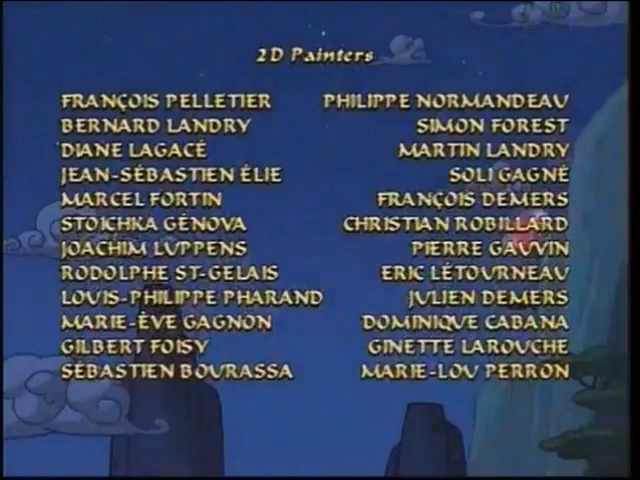 2D Painters
FRANÇOIS PELLETIER PHILIPPE NORMANDEAU
BERNARD LANDRY SIMON FOREST
DIANE LAGACÉ MARTIN LANDRY
JEAN-SÉBASTIEN ÉLIE SOLI GAGNÉ
MARCEL FORTIN FRANÇOIS DEMERS
STOICHKA GÉNOVA CHRISTIAN ROBILLARD
JOACHIM LUPPENS PIERRE GAUVIN
RODOLPHE ST-GELAIS ERIC LÉTOURNEAU
LOUIS-PHILIPPE PHARAND JULIEN DEMERS
MARIE-ÈVE GAGNON DOMINIQUE CABANA
GILBERT FOISY GINETTE LAROUCHE
SÉBASTIEN BOURASSA MARIE-LOU PERRON